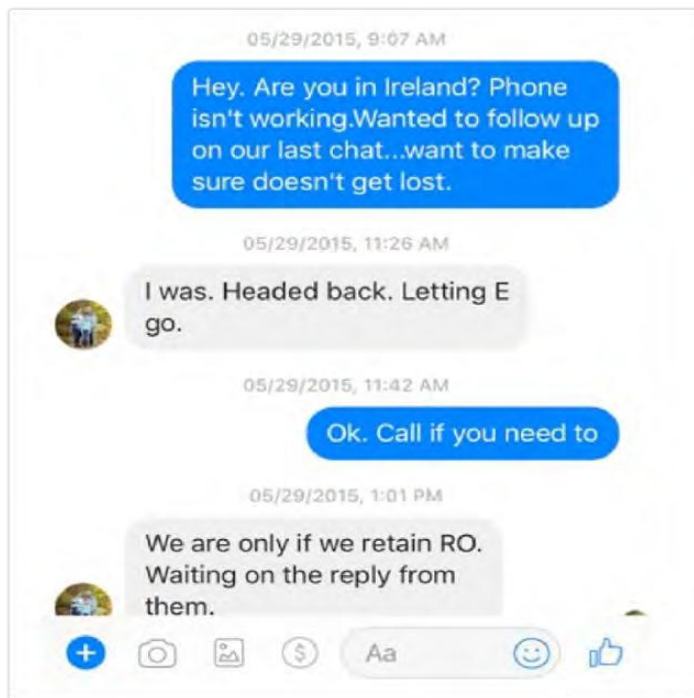 05/29/2015, 9:07 AM
Hey. Are you in Ireland? Phone
isn't working.Wanted to follow up
on our last chat...want to make
sure doesn't get lost.
05/29/2015, 11:26 AM
I was. Headed back. Letting E
go.
05/29/2015, 11:42 AM
Ok. Call if you need to
05/29/2015, 1:01 PM
We are only if we retain RO.
Waiting on the reply from
them.
$
Aa